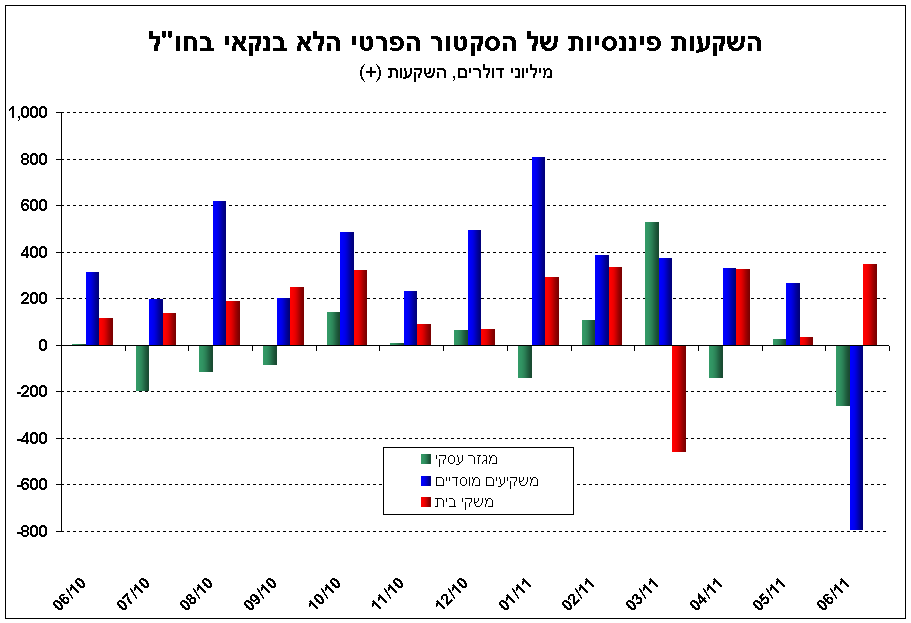 השקעות פיננסיות של הסקטור הפרטי הלא בנקאי בחו"ל
מיליוני דולרים, השקעות (+)
1,000
800
600
400
200
0
-200
-400
-600
-800
מגזר עסקי
משקיעים מוסדיים
משקי בית
06/10 07/10 08/10 09/10 10/10 11/10 12/10 01/11 02/11 03/11 04/11 05/11 06/11